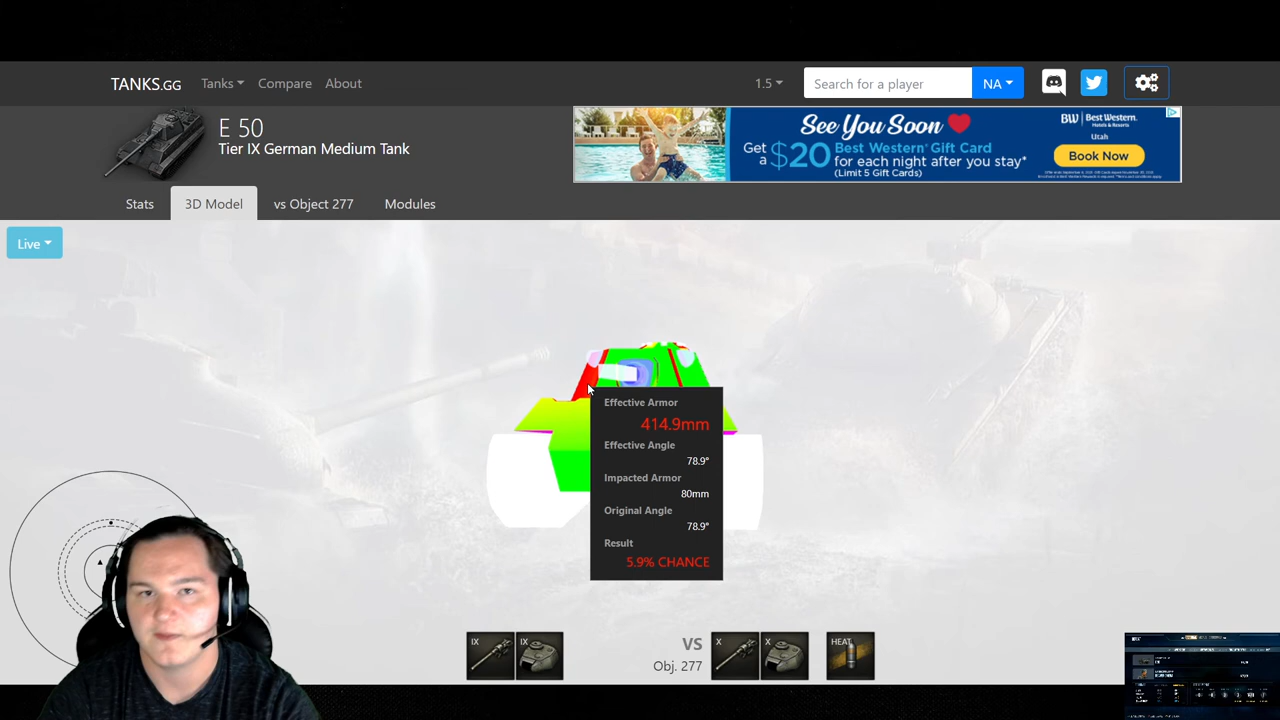 TANKS.GG
Tanks
Compare
About
1.5
Search for a player
NA
E 50
Tier IX German Medium Tank
See You Soon
Get a $20 Best Western® Gift Card
for each night after you stay*
(Limit 5 Gift Cards)
BW | Best Western.
Hotels & Resorts
Utah
Book Now
Stats
3D Model
vs Object 277
Modules
Live
Effective Armor
414.9mm
Effective Angle
78.9°
Impacted Armor
80mm
Original Angle
78.9°
Result
5.9% CHANCE
IX
IX
VS
Obj. 277
X
X
HEAT